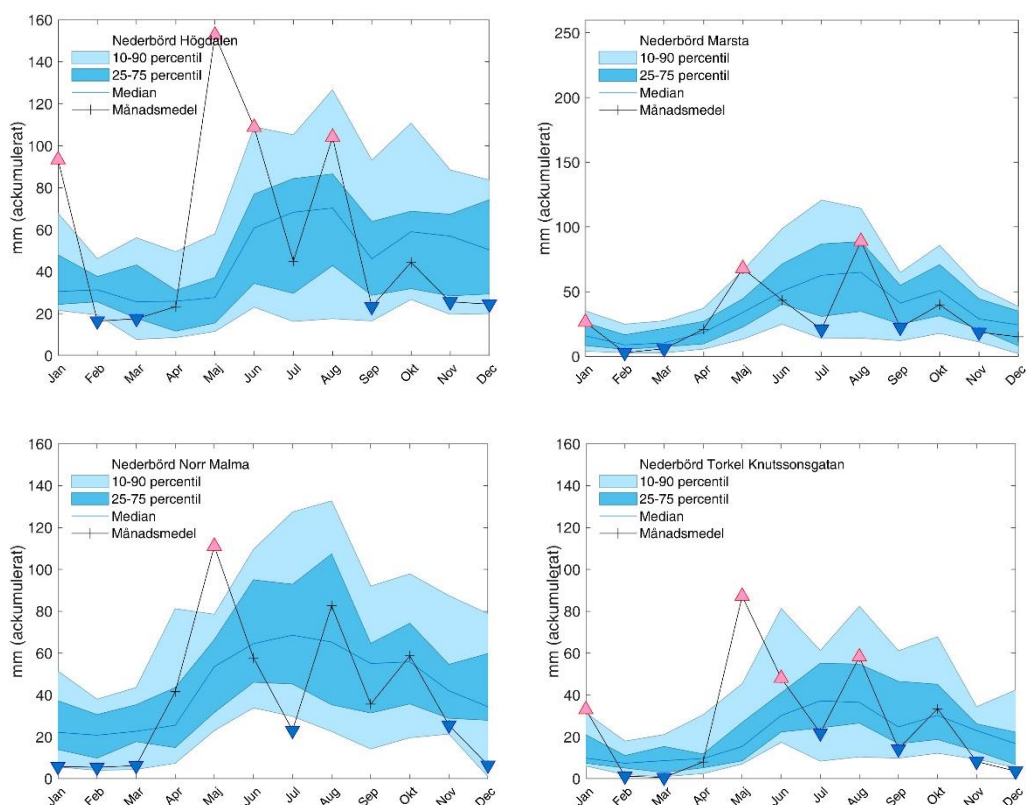 Nederbörd Högdalen
10-90 percentil
25-75 percentil
Median
Månadsmedel
mm (ackumulerat)
160
140
120
100
80
60
40
20
0
Jan Feb Mar Apr Maj Jun Jul Aug Sep Okt Nov Dec
Nederbörd Marsta
10-90 percentil
25-75 percentil
Median
Månadsmedel
mm (ackumulerat)
250
200
150
100
50
0
Jan Feb Mar Apr Maj Jun Jul Aug Sep Okt Nov Dec
Nederbörd Norr Malma
10-90 percentil
25-75 percentil
Median
Månadsmedel
mm (ackumulerat)
160
140
120
100
80
60
40
20
0
Jan Feb Mar Apr Maj Jun Jul Aug Sep Okt Nov Dec
Nederbörd Torkel Knutssonsgatan
10-90 percentil
25-75 percentil
Median
Månadsmedel
mm (ackumulerat)
160
140
120
100
80
60
40
20
0
Jan Feb Mar Apr Maj Jun Jul Aug Sep Okt Nov Dec